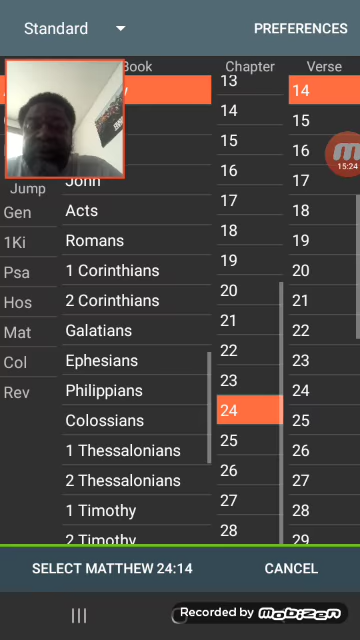 Standard
PREFERENCES
Book
Chapter
Verse
13
14
14
15
15
16
16
John
17
17
Jump
Acts
18
18
Gen
Romans
19
19
1Ki
1 Corinthians
20
20
Psa
2 Corinthians
21
21
Hos
Galatians
22
22
Mat
Ephesians
23
23
Col
Philippians
24
24
Rev
Colossians
25
25
1 Thessalonians
26
26
2 Thessalonians
27
27
1 Timothy
28
28
2 Timothy
29
15:24
SELECT MATTHEW 24:14
CANCEL
Recorded by mobizen